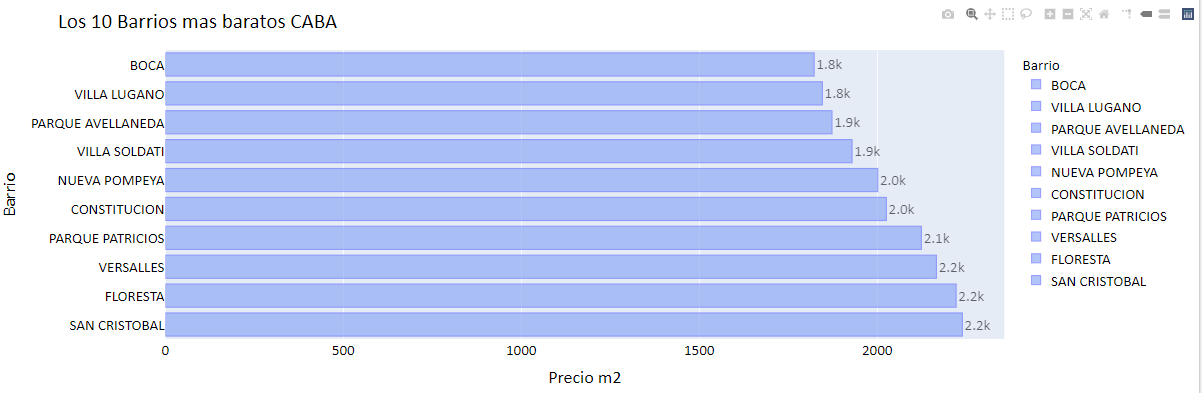 Los 10 Barrios mas baratos CABA
BOCA
1.8k
VILLA LUGANO
1.8k
PARQUE AVELLANEDA
1.9k
VILLA SOLDATI
1.9k
NUEVA POMPEYA
2.0k
CONSTITUCION
2.0k
PARQUE PATRICIOS
2.1k
VERSALLES
2.2k
FLORESTA
2.2k
SAN CRISTOBAL
2.2k
Barrio
0
500
1000
1500
2000
Precio m2
Barrio
BOCA
VILLA LUGANO
PARQUE AVELLANEDA
VILLA SOLDATI
NUEVA POMPEYA
CONSTITUCION
PARQUE PATRICIOS
VERSALLES
FLORESTA
SAN CRISTOBAL